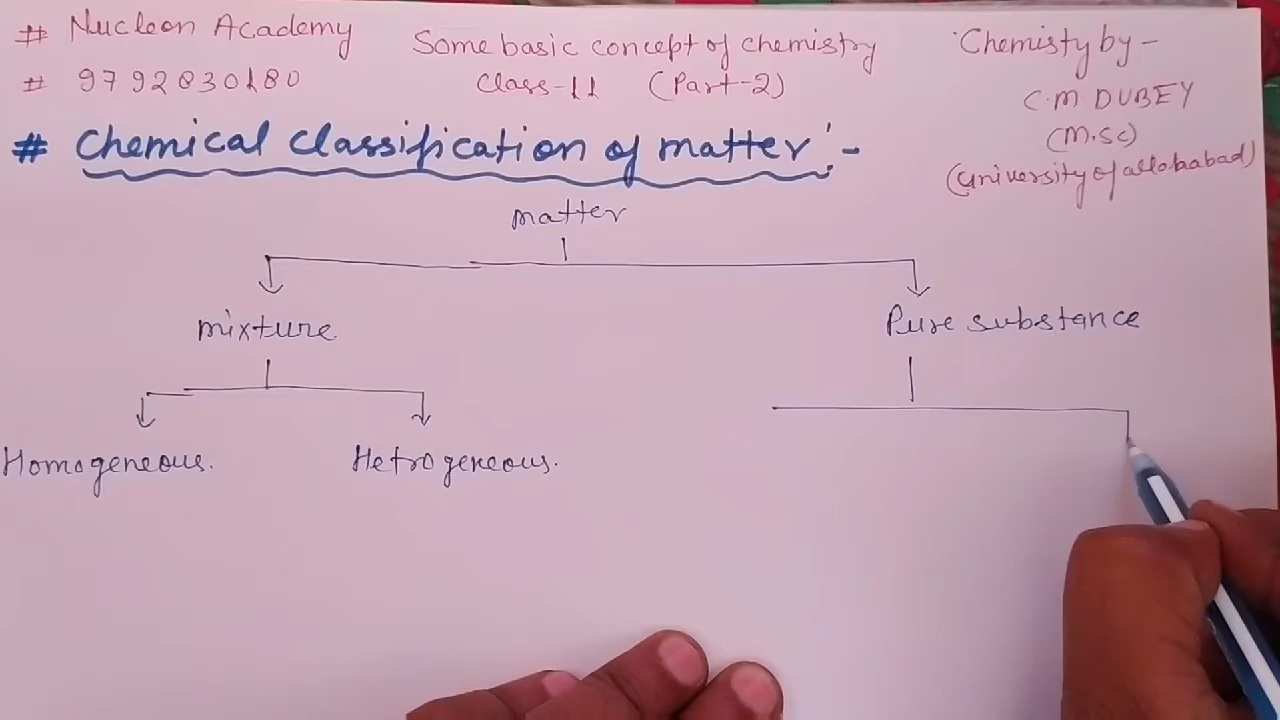 # Nucleon Academy
# 9792830180
Some basic concept of chemistry
Class-11 (Part-2)
Chemisty by -
C.M. DUBEY
(M.Sc)
(University of allahabad)
# Chemical classification of matter :-
matter
mixture
Pure substance
Homogeneous.
Hetrogeneous.